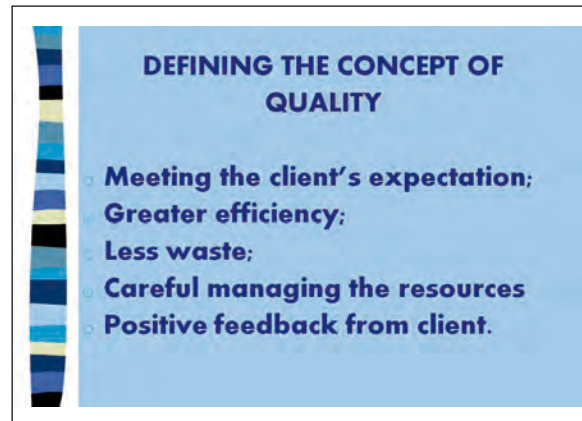 DEFINING THE CONCEPT OF
QUALITY
Meeting the client's expectation;
Greater efficiency;
Less waste;
Careful managing the resources
Positive feedback from client.